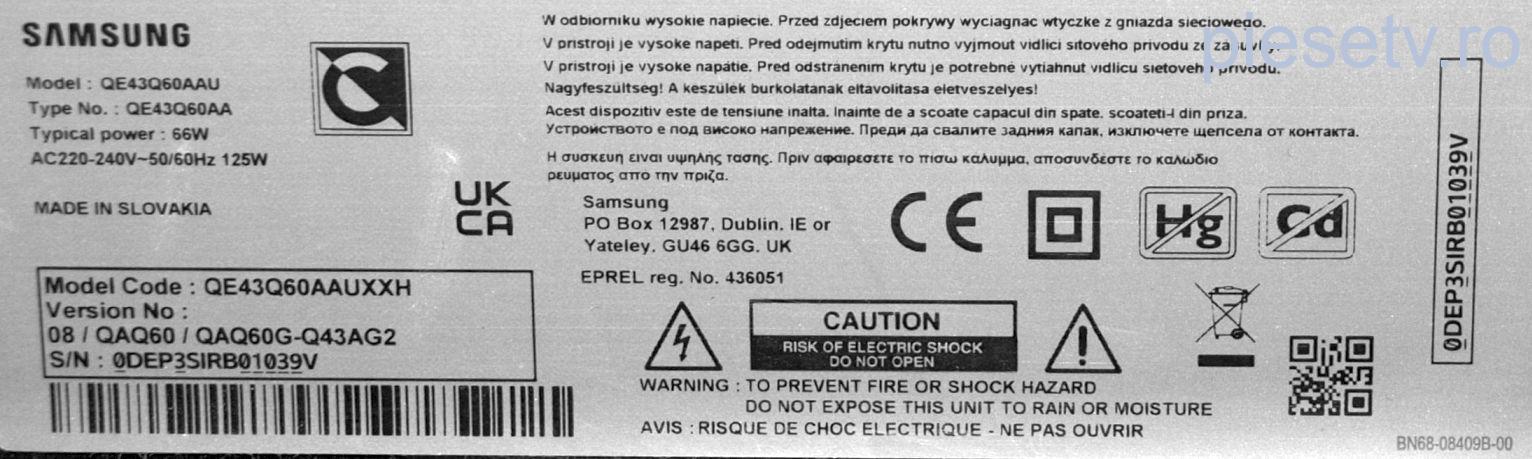 SAMSUNG
Model : QE43Q60AAU
Type No. : QE43Q60AA
Typical power : 66W
AC220-240V~50/60Hz 125W
MADE IN SLOVAKIA
UK
CA
Model Code : QE43Q60AAUXXH
Version No :
08 / QAQ60 / QAQ60G-Q43AG2
S/N : 0DEP3SIRB01039V
W odbiorniku wysokie napiecie. Przed zdjeciem pokrywy wyciagnac wtyczke z gniazda sieciowego.
V pristroji je vysoke napeti. Pred odejmutim krytu nutno vyjmout vidlici sitoveho privodu ze zasuvky.
V pristroji je vysoke napätie. Pred odstranenim krytu je potrebne vytiahnut vidlicu sietoveho privodu.
Nagyfeszültseg! A keszülek burkolatanak eltavolitasa eletveszelyes!
Acest dispozitiv este de tensiune inalta. Inainte de a scoate capacul din spate. scoateti-l din priza.
Устройството е под високо напрежение. Преди да свалите задния капак, изключете щепсела от контакта.
Η συσκευη ειναι υψηλης τασης. Πριν αφαιρεσετε το πισω καλυμμα, αποσυνδεστε το καλωδιο
ρευματος απο την πριζα.
Samsung
PO Box 12987, Dublin. IE or
Yateley. GU46 6GG. UK
EPREL reg. No. 436051
CE
Hg
Cd
CAUTION
RISK OF ELECTRIC SHOCK
DO NOT OPEN
WARNING : TO PREVENT FIRE OR SHOCK HAZARD
DO NOT EXPOSE THIS UNIT TO RAIN OR MOISTURE
AVIS : RISQUE DE CHOC ELECTRIQUE - NE PAS OUVRIR
0DEP3SIRB01039V
BN68-08409B-00
piesetv.ro